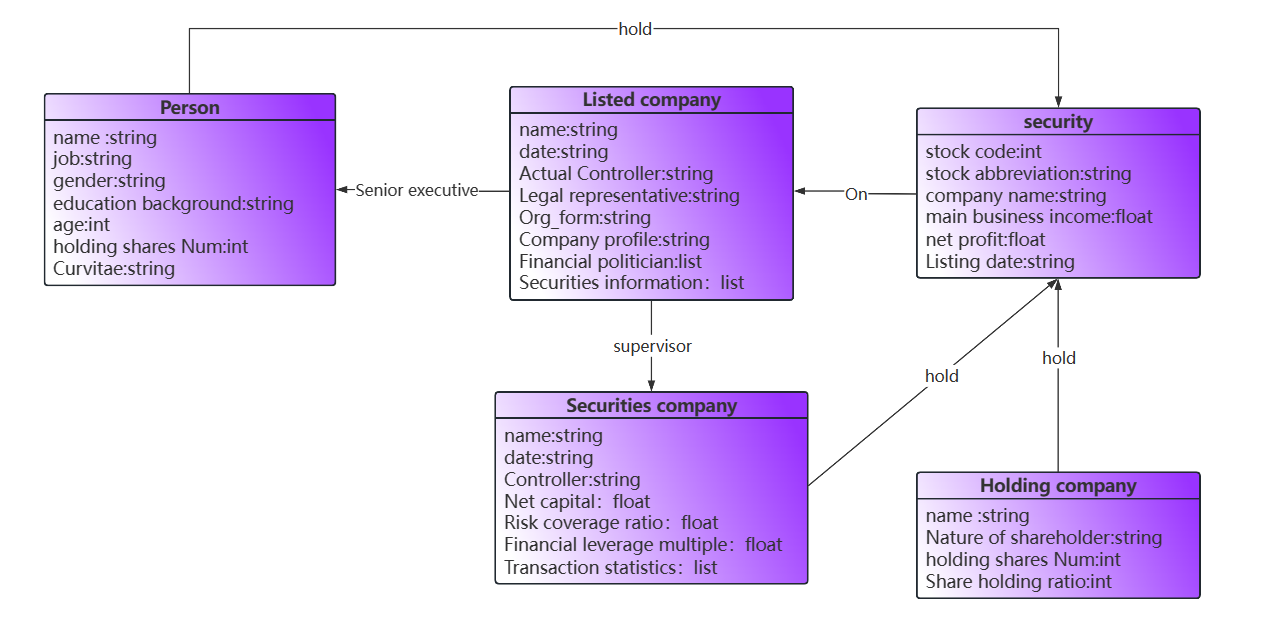 hold
Person
name :string
job:string
gender:string
education background:string
age:int
holding shares Num:int
Curvitae:string
Senior executive
Listed company
name:string
date:string
Actual Controller:string
Legal representative:string
Org_form:string
Company profile:string
Financial politician:list
Securities information：list
On
security
stock code:int
stock abbreviation:string
company name:string
main business income:float
net profit:float
Listing date:string
supervisor
hold
hold
Securities company
name:string
date:string
Controller:string
Net capital：float
Risk coverage ratio：float
Financial leverage multiple：float
Transaction statistics：list
Holding company
name :string
Nature of shareholder:string
holding shares Num:int
Share holding ratio:int